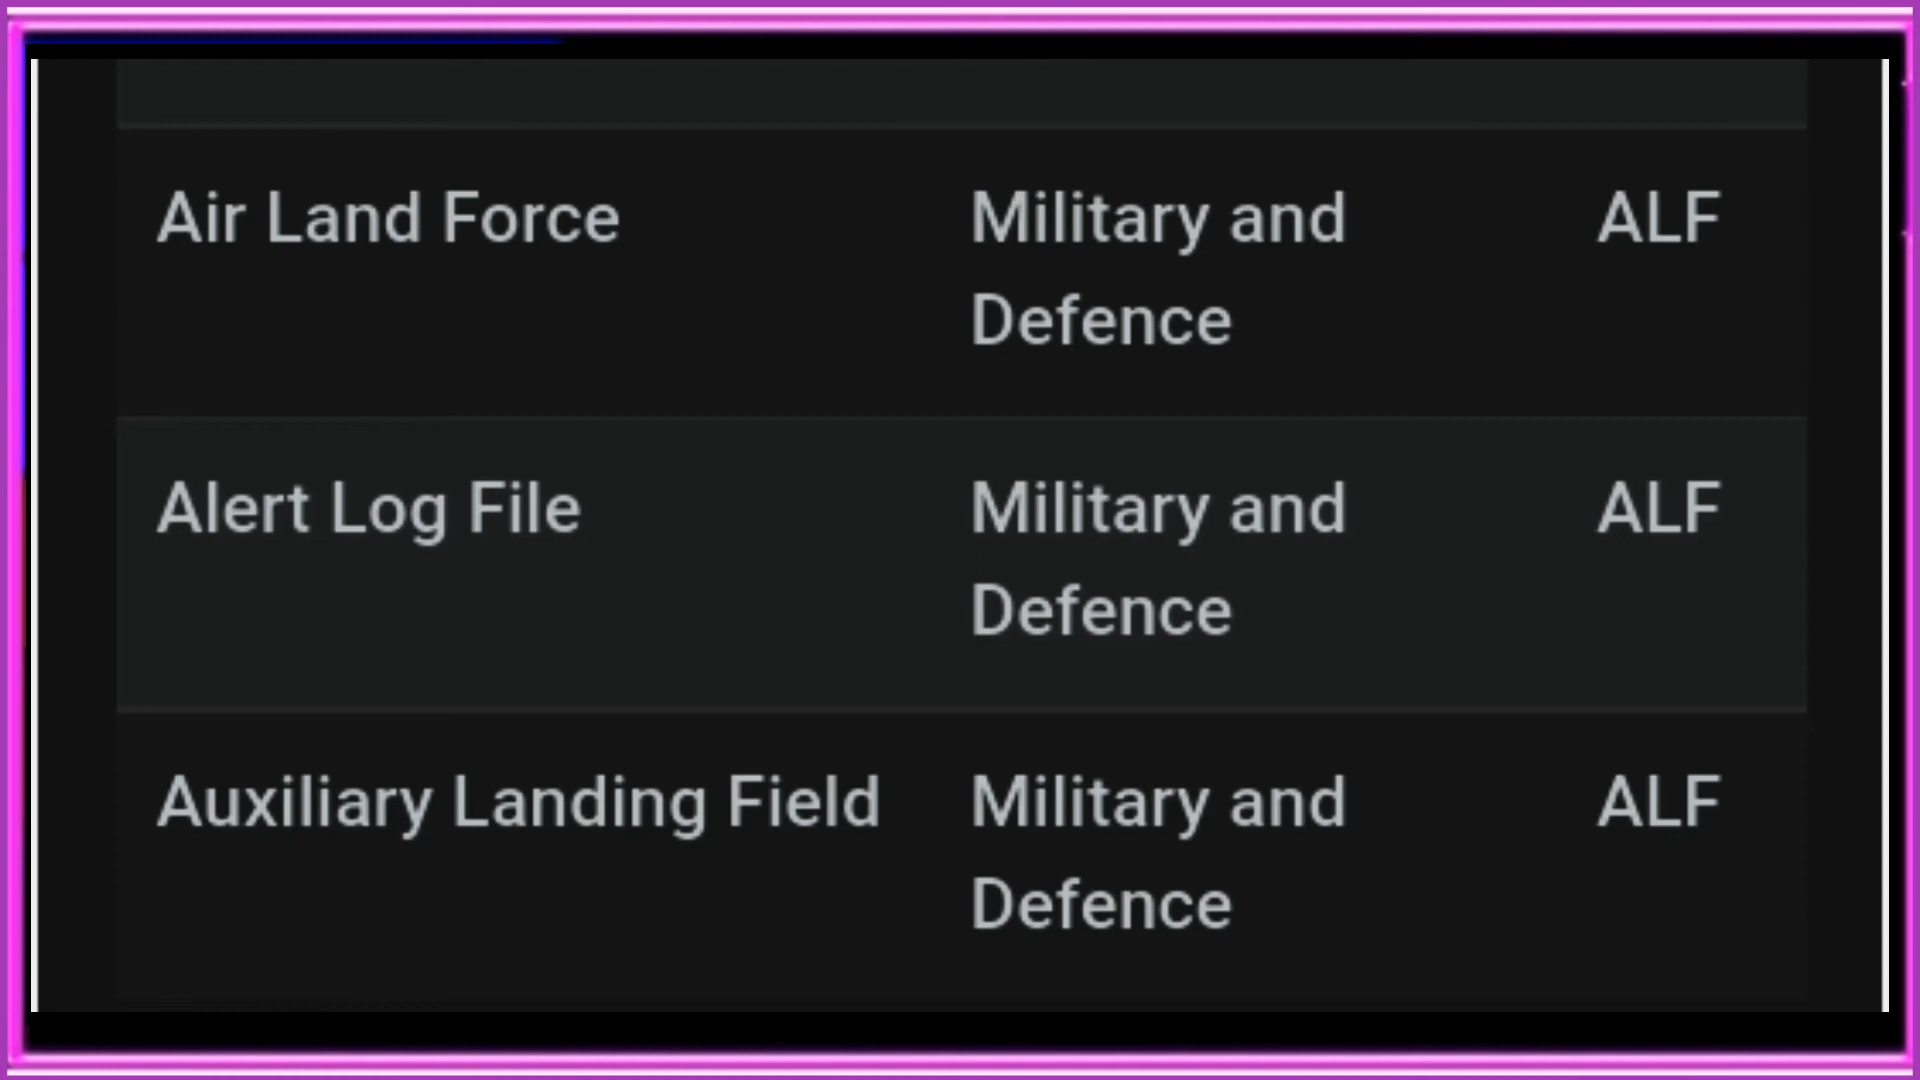 Air Land Force Military and ALF
Defence
Alert Log File Military and ALF
Defence
Auxiliary Landing Field Military and ALF
Defence